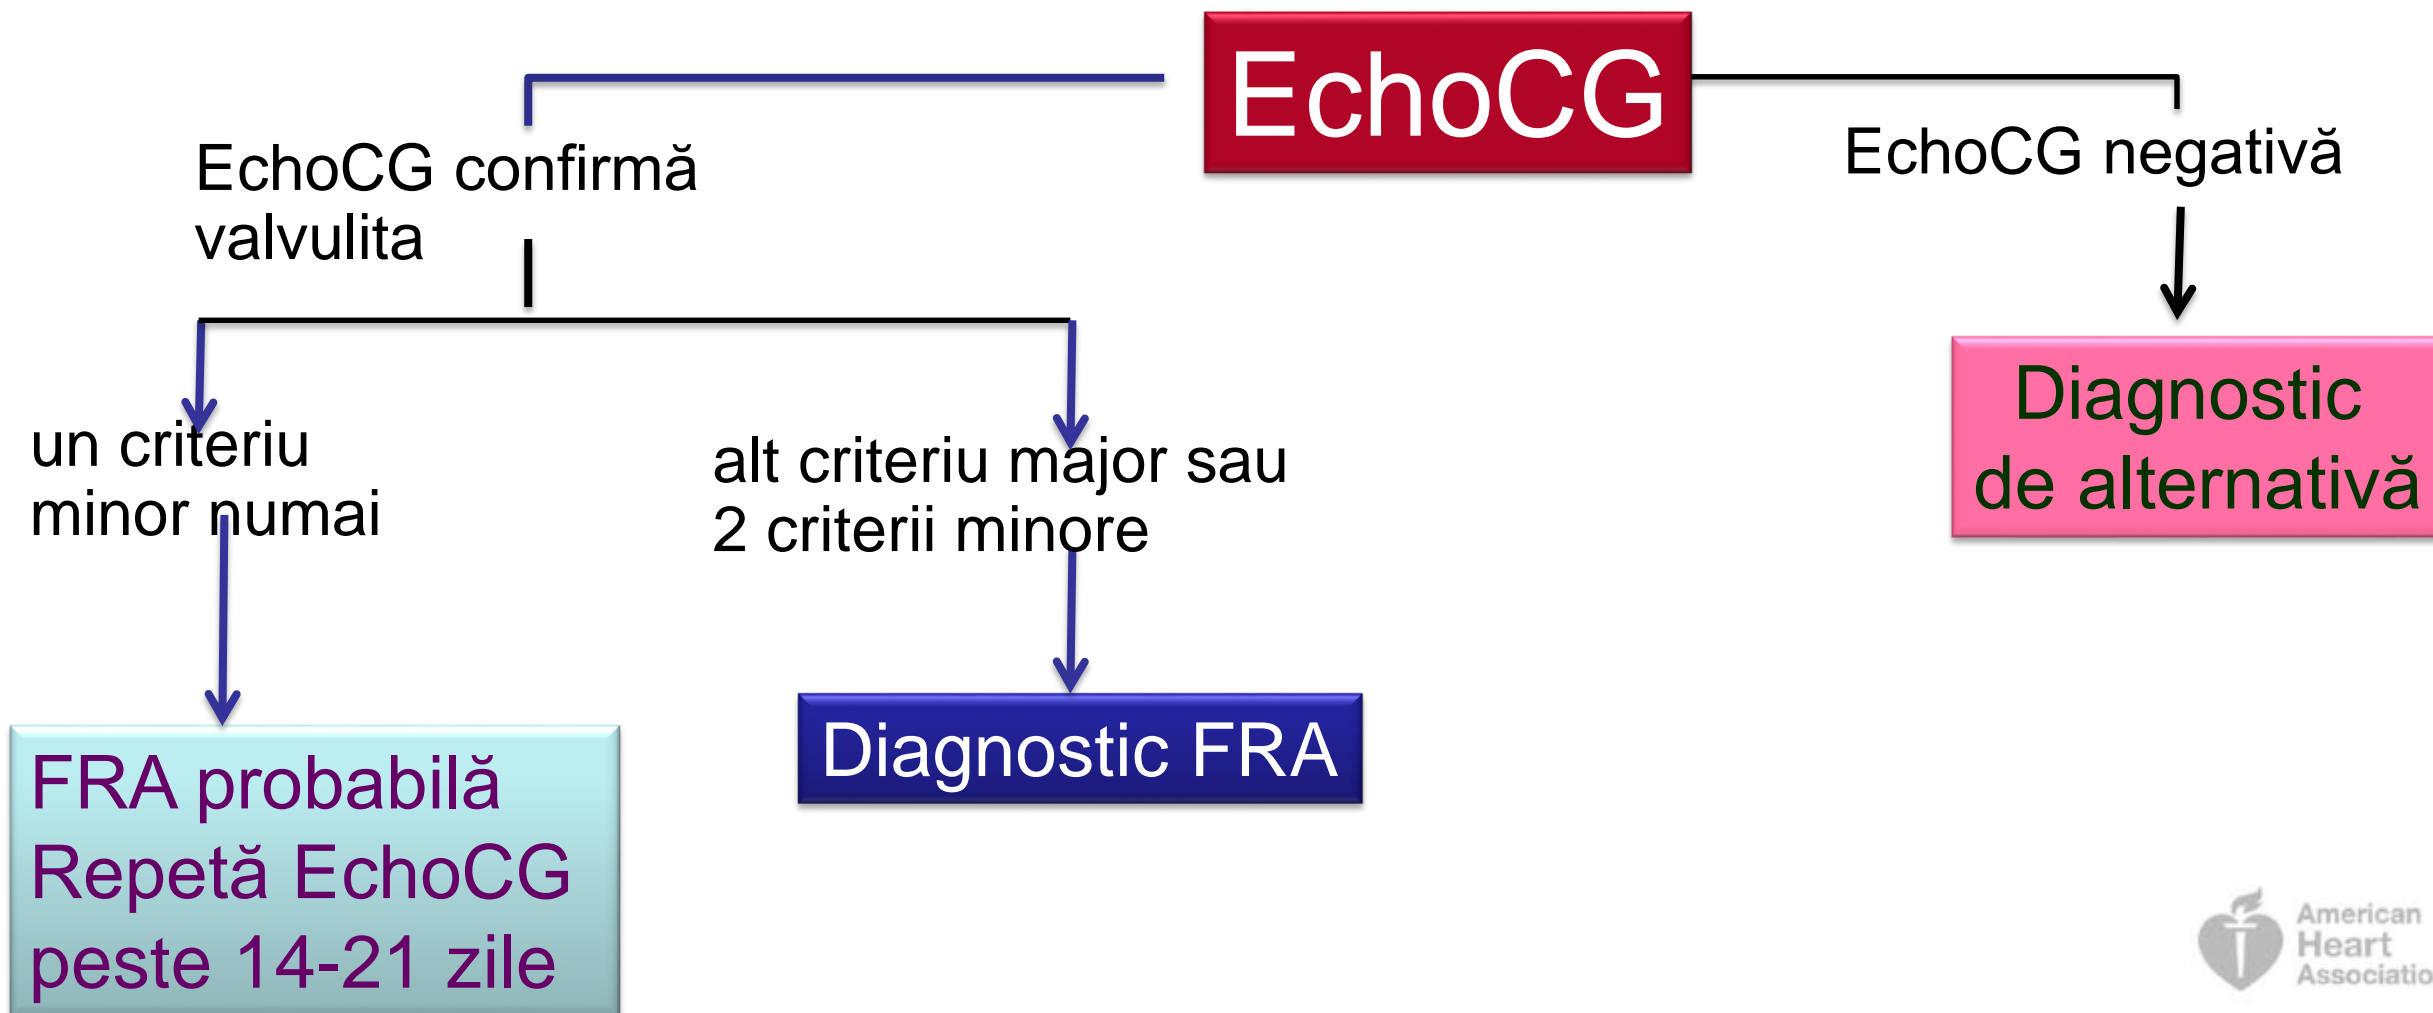 EchoCG
EchoCG confirmă
valvulita
EchoCG negativă
un criteriu
minor numai
alt criteriu major sau
2 criterii minore
Diagnostic
de alternativă
FRA probabilă
Repetă EchoCG
peste 14-21 zile
Diagnostic FRA
American
Heart
Associatio